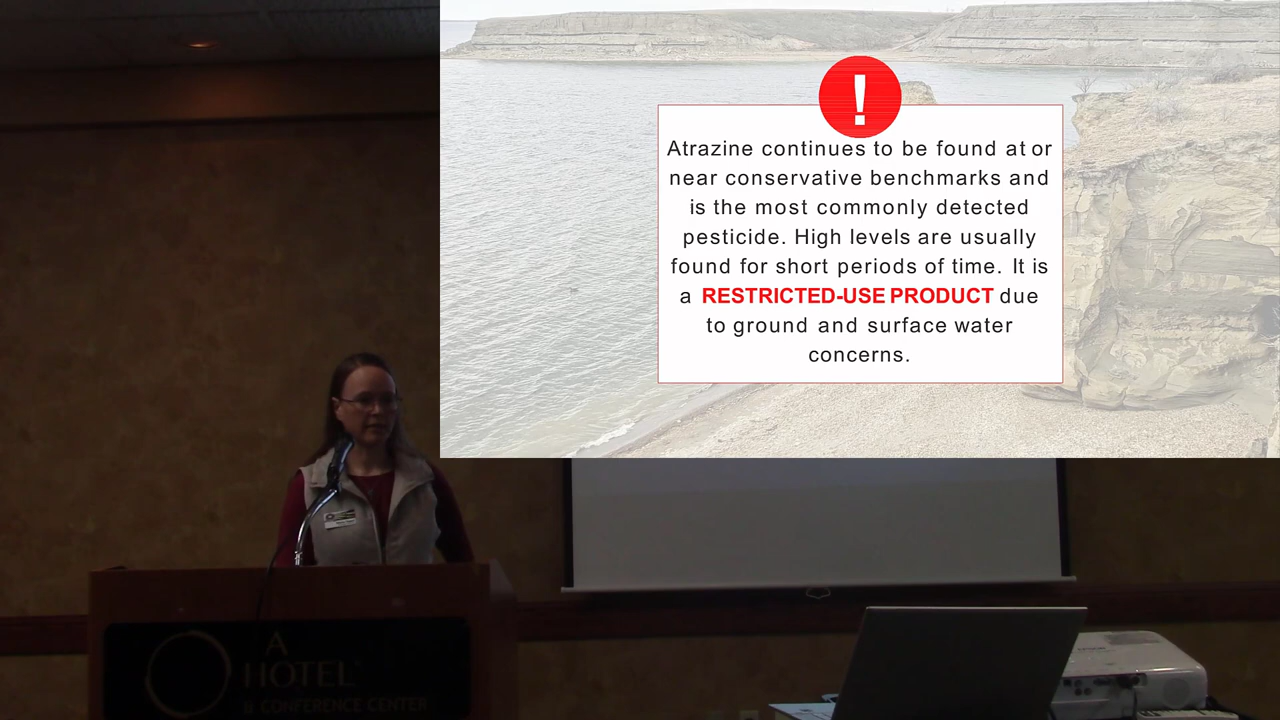 !
Atrazine continues to be found at or
near conservative benchmarks and
is the most commonly detected
pesticide. High levels are usually
found for short periods of time. It is
a RESTRICTED-USE PRODUCT due
to ground and surface water
concerns.
A
HOTEL
& CONFERENCE CENTER